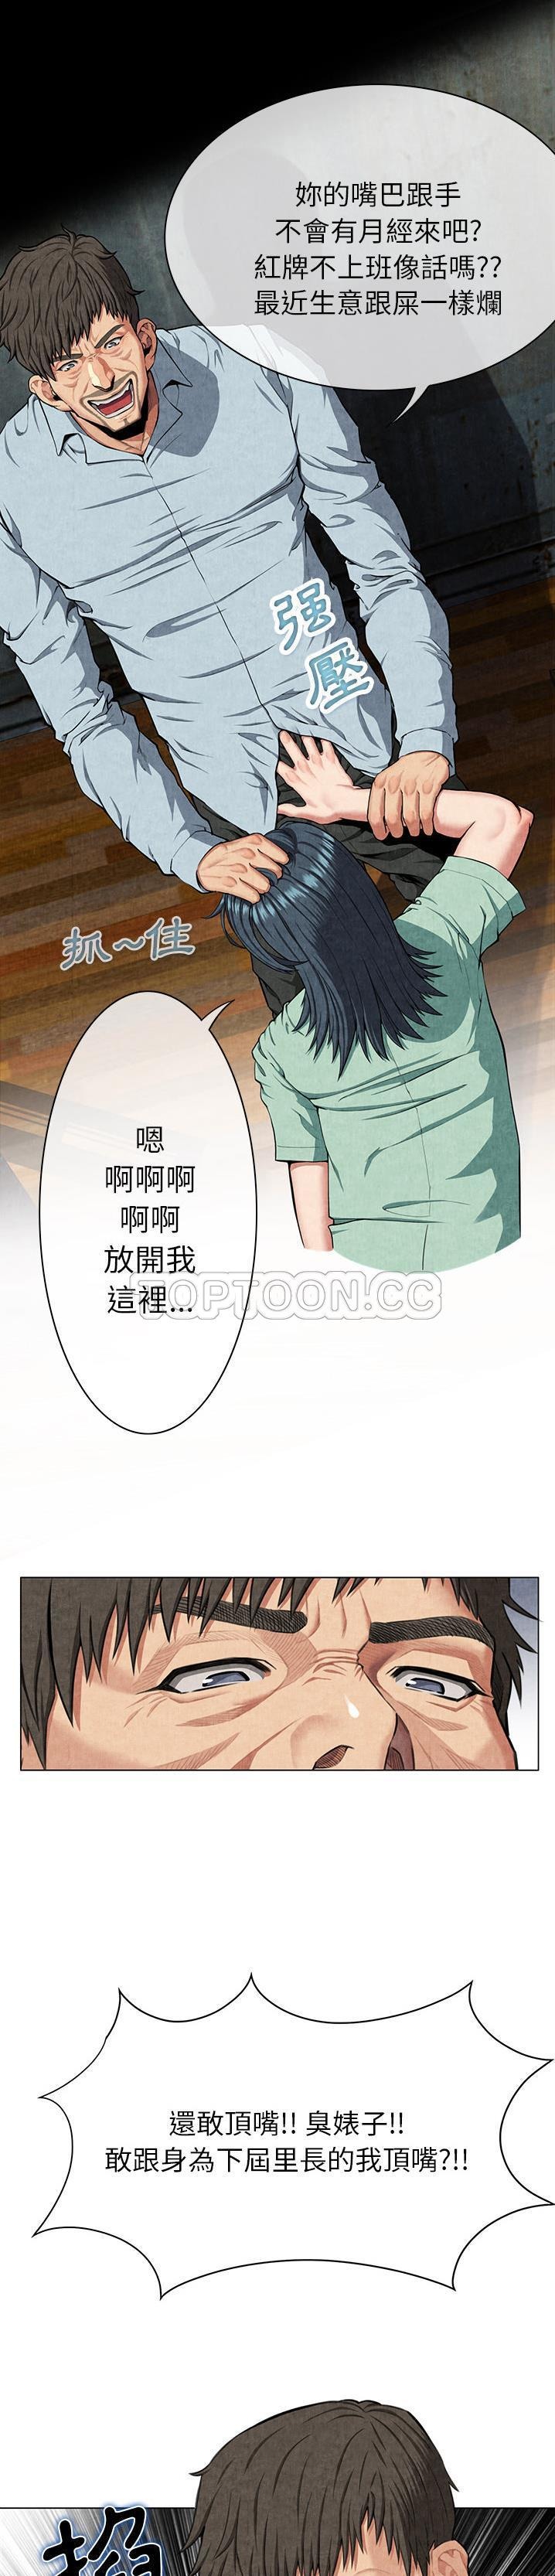 妳的嘴巴跟手
不會有月經來吧?
紅牌不上班像話嗎??
最近生意跟屎一樣爛
强
壓
抓~住
嗯
啊啊啊
啊啊
放開我
這裡...
TOPTOON.CC
還敢頂嘴!! 臭婊子!!
敢跟身為下屆里長的我頂嘴?!!